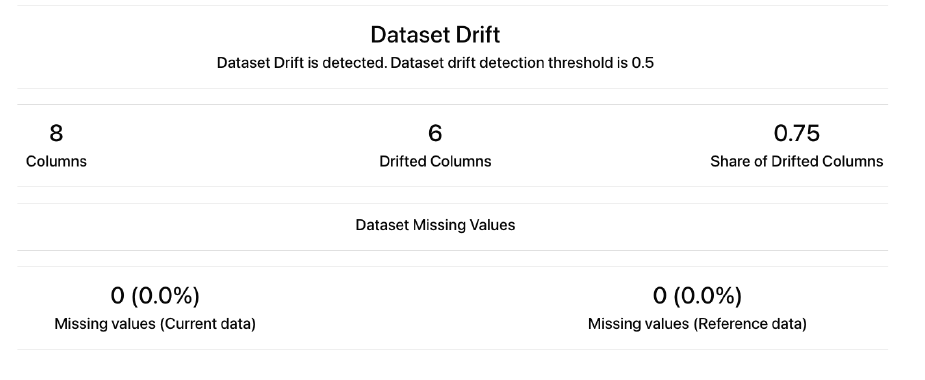 Dataset Drift
Dataset Drift is detected. Dataset drift detection threshold is 0.5
8
6
0.75
Columns
Drifted Columns
Share of Drifted Columns
Dataset Missing Values
0 (0.0%)
0 (0.0%)
Missing values (Current data)
Missing values (Reference data)